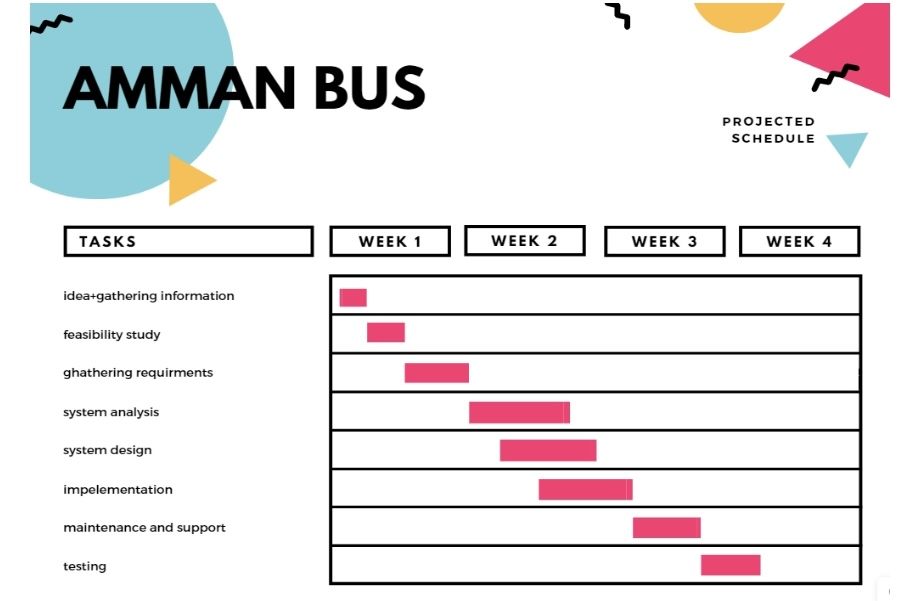 AMMAN BUS
PROJECTED
SCHEDULE
TASKS WEEK 1 WEEK 2 WEEK 3 WEEK 4
idea+gathering information
feasibility study
ghathering requirments
system analysis
system design
impelementation
maintenance and support
testing